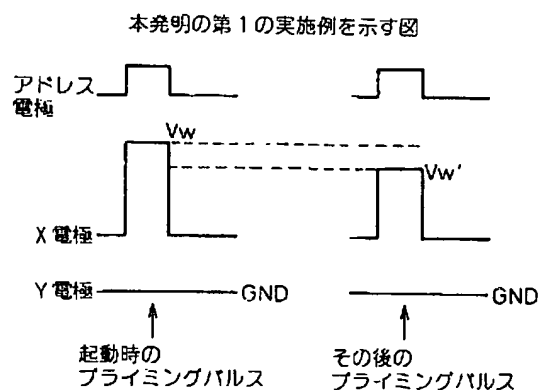 本発明の第1の実施例を示す図
アドレス
電極
Vw
Vw'
X電極
Y電極
GND
GND
起動時の
プライミングパルス
その後の
プライミングパルス